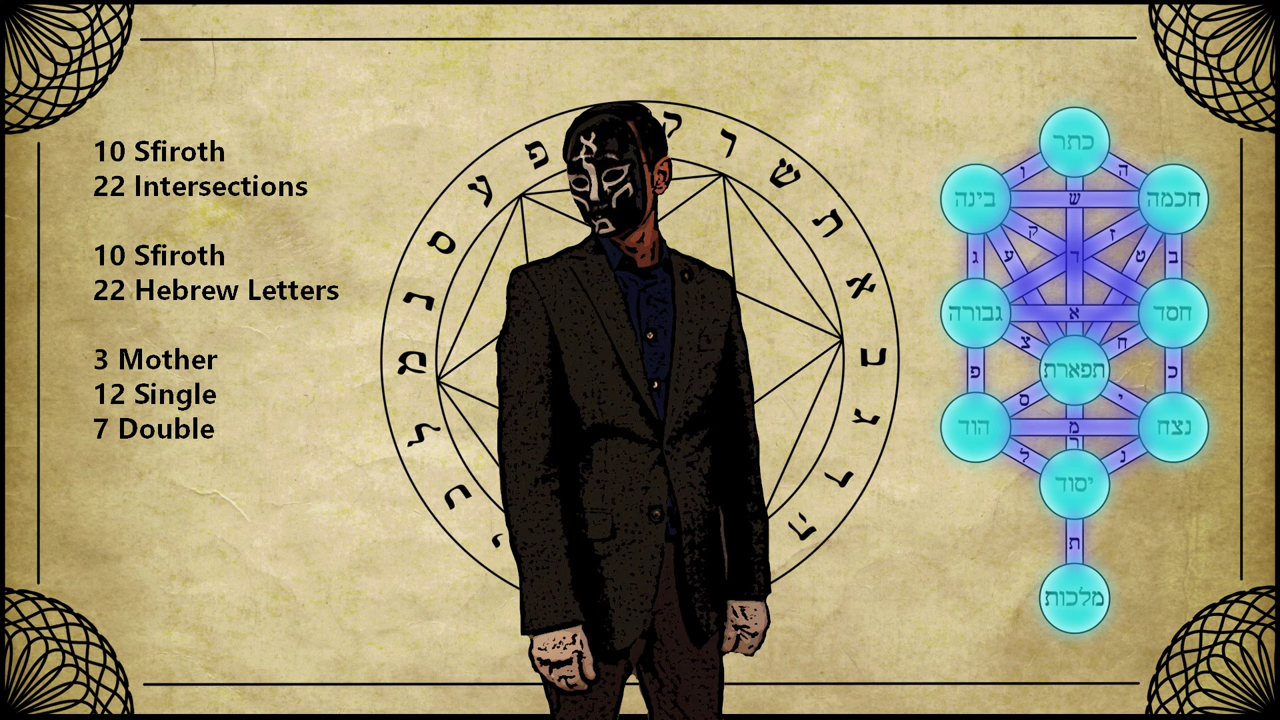 10 Sfiroth
22 Intersections
10 Sfiroth
22 Hebrew Letters
3 Mother
12 Single
7 Double
א
א ב ג ד ה
י כ ל מ נ ס ע פ
ק ר ש ת
כתר
ה ו
חכמה ש בינה
ז ק
ב ט ד ע ג
חסד א גבורה
ח צ
כ תפארת פ
י ס
נצח מ הוד
ר
נ ל
יסוד
ת
מלכות